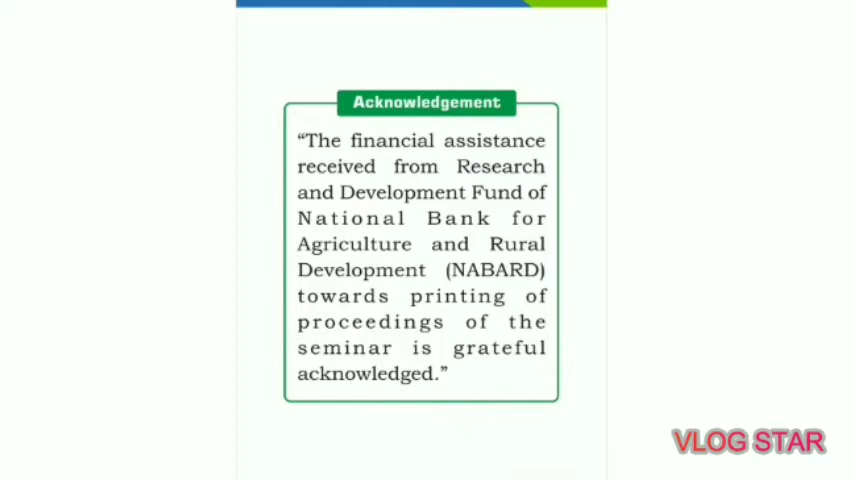 Acknowledgement
“The financial assistance
received from Research
and Development Fund of
National Bank for
Agriculture and Rural
Development (NABARD)
towards printing of
proceedings of the
seminar is grateful
acknowledged.”
VLOG STAR